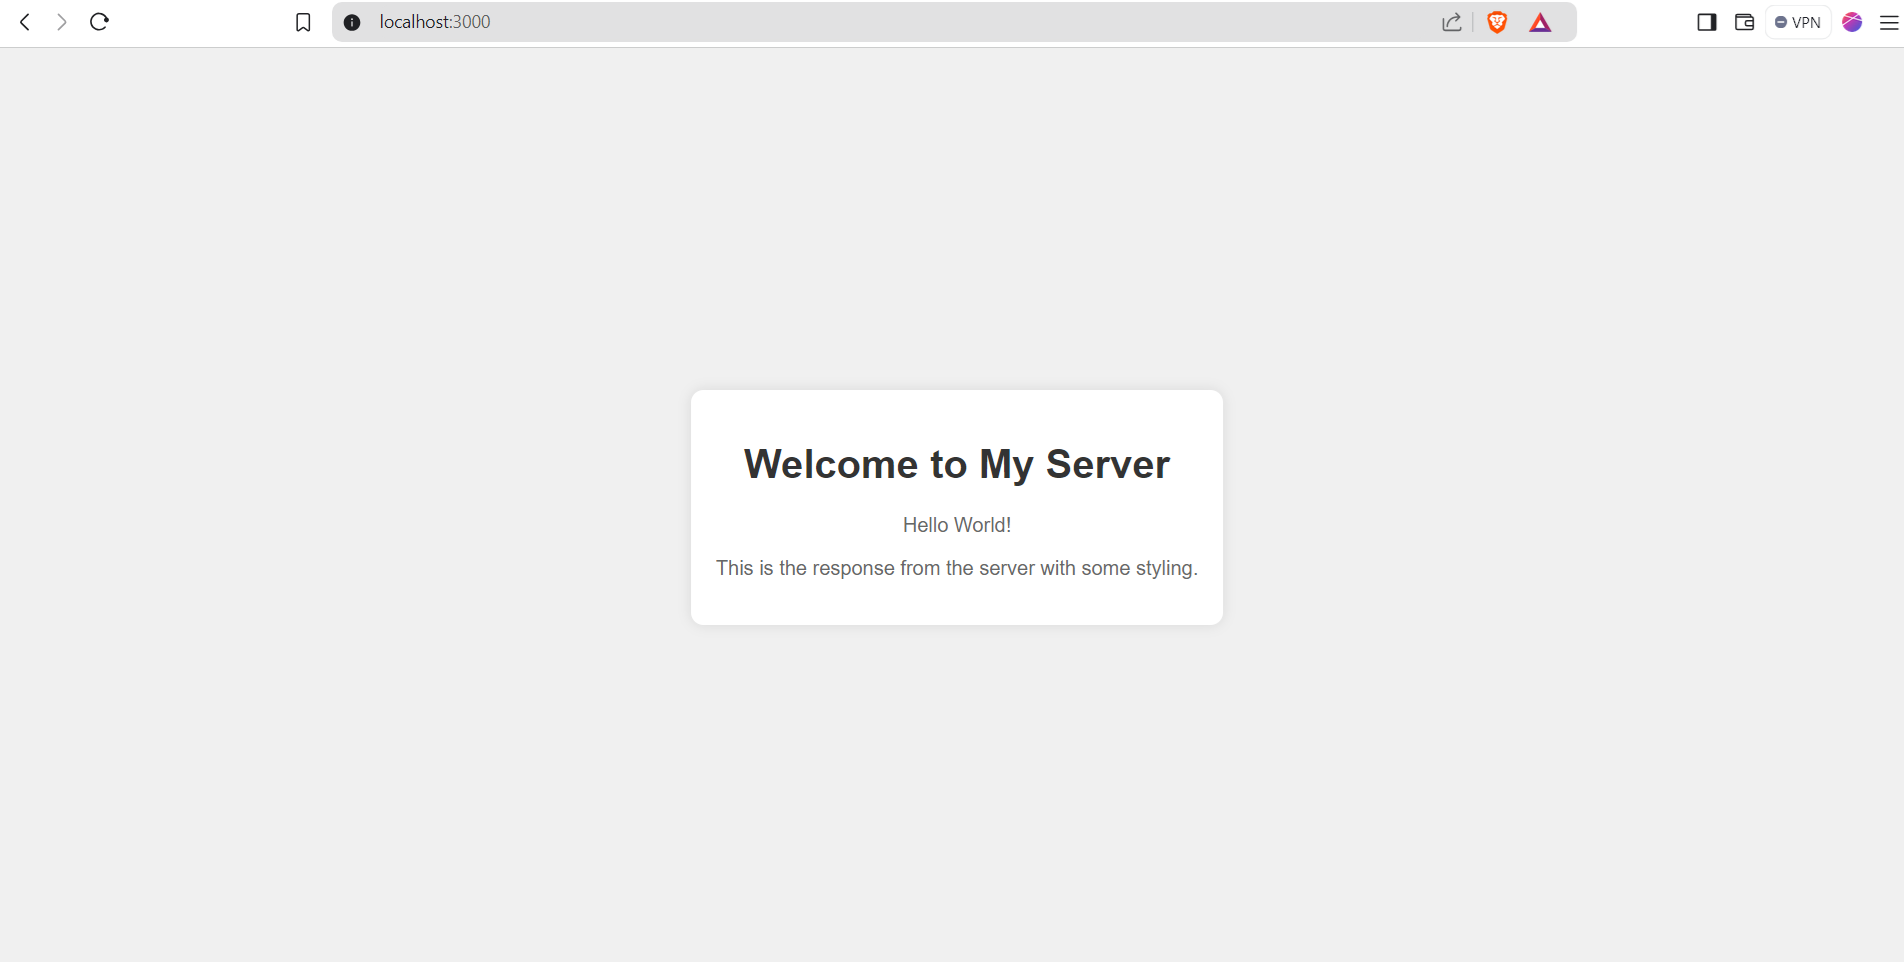 localhost:3000
VPN
Welcome to My Server
Hello World!
This is the response from the server with some styling.